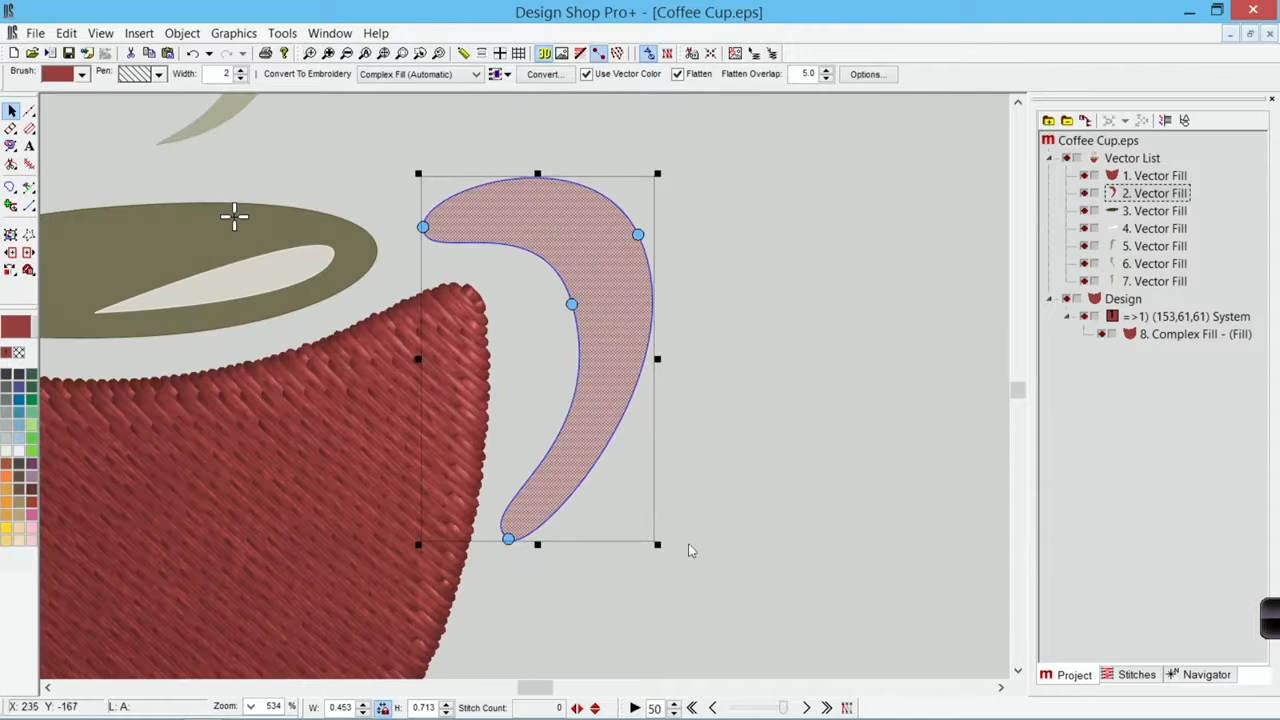 Design Shop Pro+ - [Coffee Cup.eps]
File Edit View Insert Object Graphics Tools Window Help
3D
Brush: Pen: Width: 2 Convert To Embroidery Complex Fill (Automatic) Convert... Use Vector Color Flatten Flatten Overlap: 5.0 Options...
A
Coffee Cup.eps
Vector List
1. Vector Fill
2. Vector Fill
3. Vector Fill
4. Vector Fill
5. Vector Fill
6. Vector Fill
7. Vector Fill
Design
=>1) (153,61,61) System
8. Complex Fill - (Fill)
Project Stitches Navigator
X: 235 Y: -167 L: A: Zoom: 534 % W: 0.453 H: 0.713 Stitch Count: 0 50